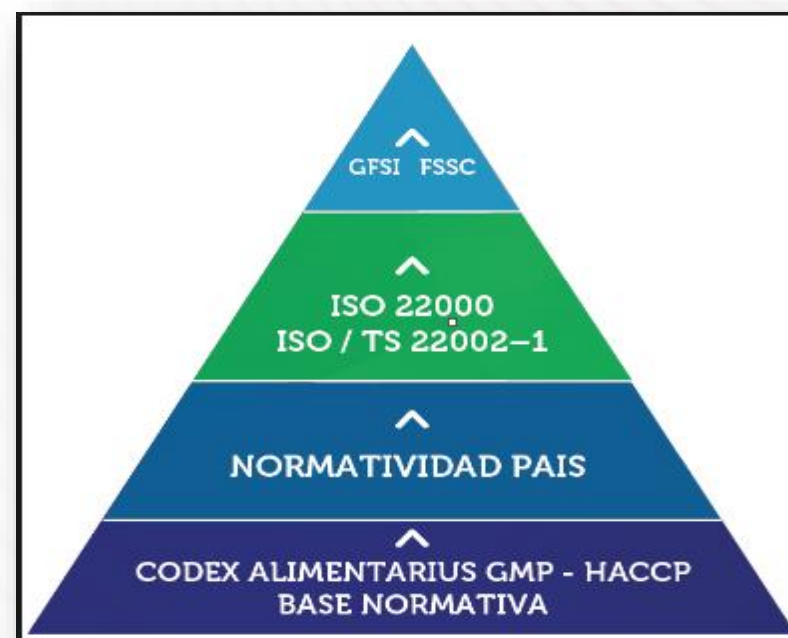 GFSI FSSC
ISO 22000
ISO / TS 22002–1
NORMATIVIDAD PAIS
CODEX ALIMENTARIUS GMP - HACCP
BASE NORMATIVA